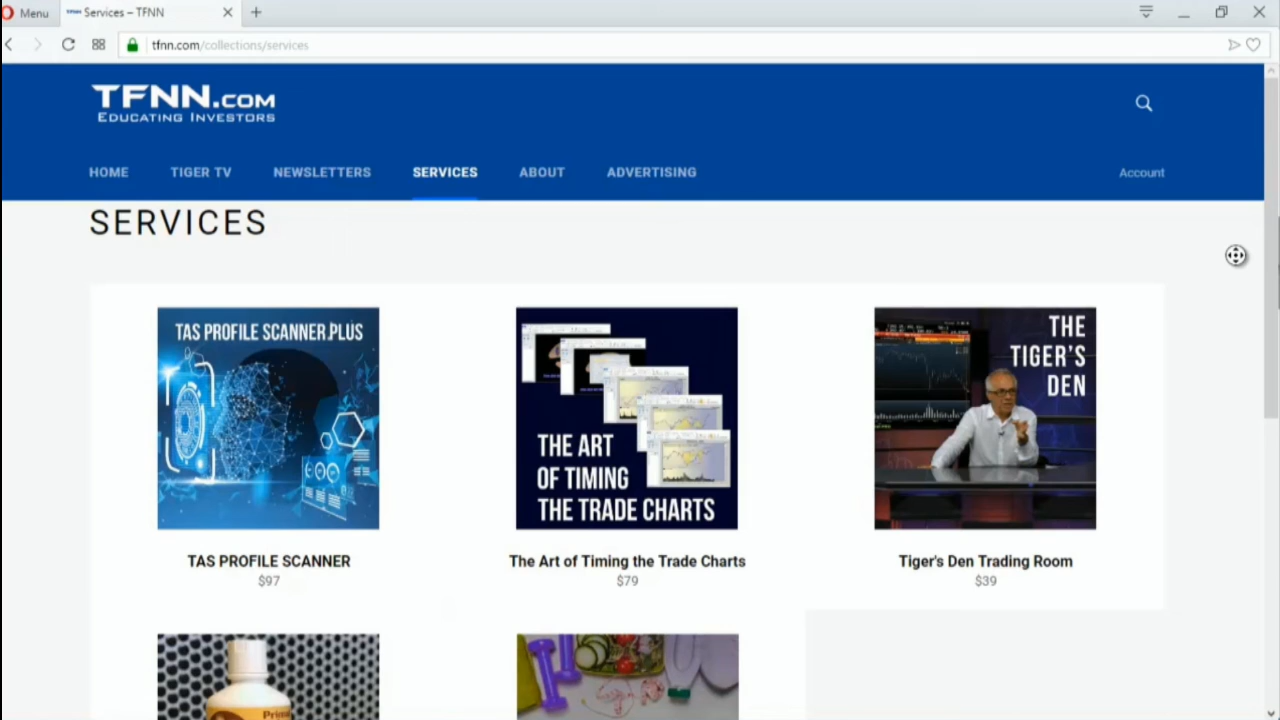 Menu
Services – TFNN
tfnn.com/collections/services
TFNN.COM
EDUCATING INVESTORS
HOME TIGER TV NEWSLETTERS SERVICES ABOUT ADVERTISING
Account
SERVICES
TAS PROFILE SCANNER PLUS
THE ART
OF TIMING
THE TRADE CHARTS
THE
TIGER'S
DEN
TAS PROFILE SCANNER
$97
The Art of Timing the Trade Charts
$79
Tiger's Den Trading Room
$39